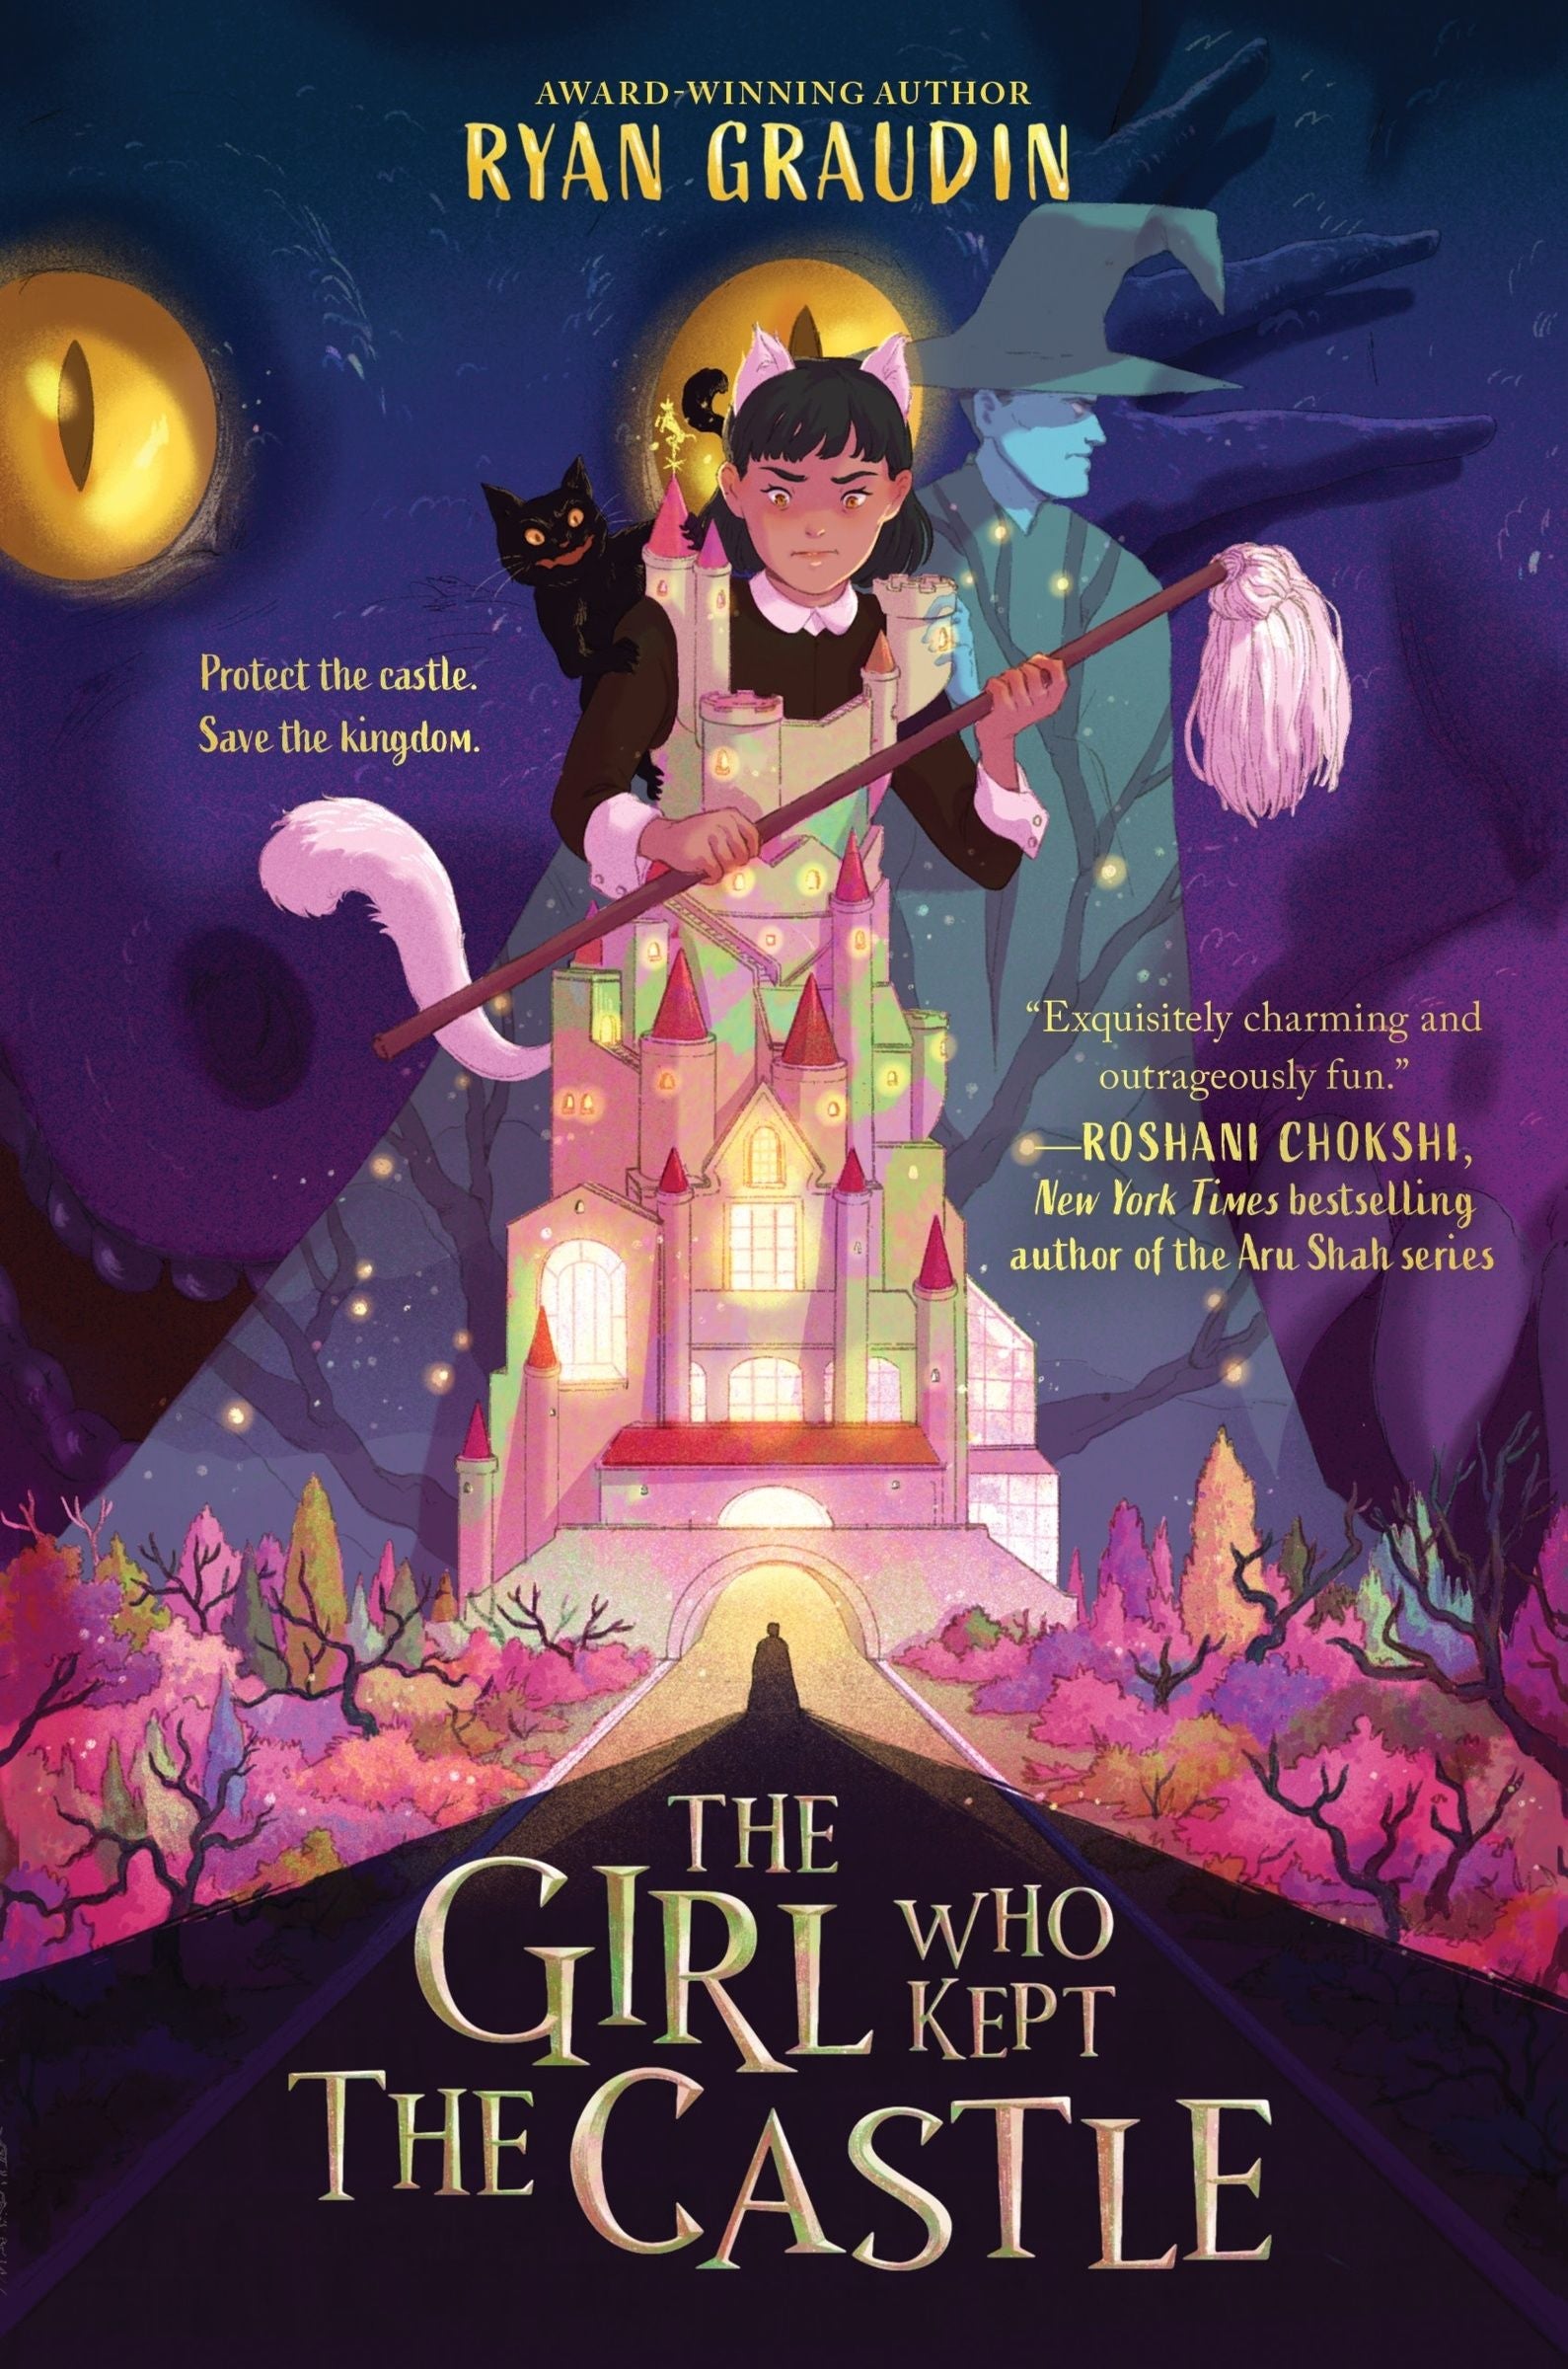 AWARD-WINNING AUTHOR
RYAN GRAUDIN
Protect the castle.
Save the kingdom.
“Exquisitely charming and
outrageously fun.”
—ROSHANI CHOKSHI,
New York Times bestselling
author of the Aru Shah series
THE
GIRL WHO
KEPT
THE CASTLE